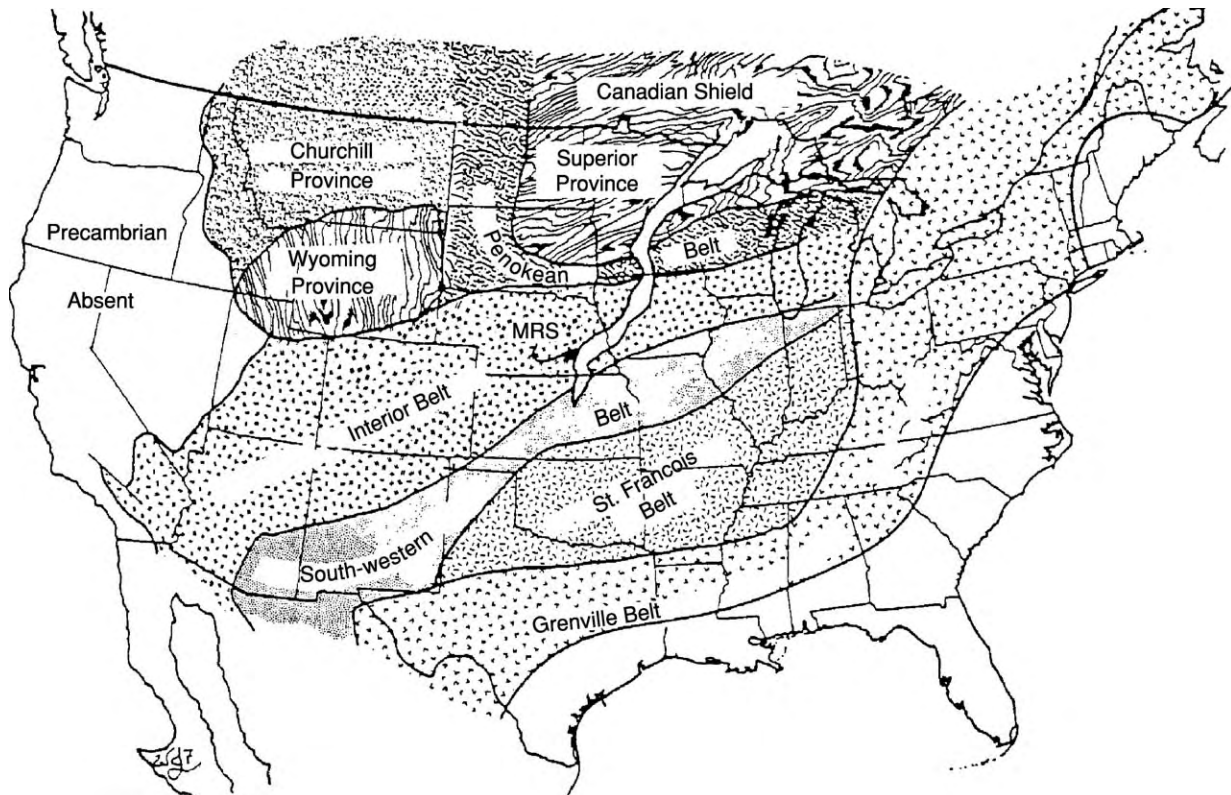 Canadian Shield
Churchill
Province
Superior
Province
Precambrian
Absent
Wyoming
Province
Penokean
Belt
MRS
Interior Belt
Belt
St. Francois
Belt
South-western
Grenville Belt